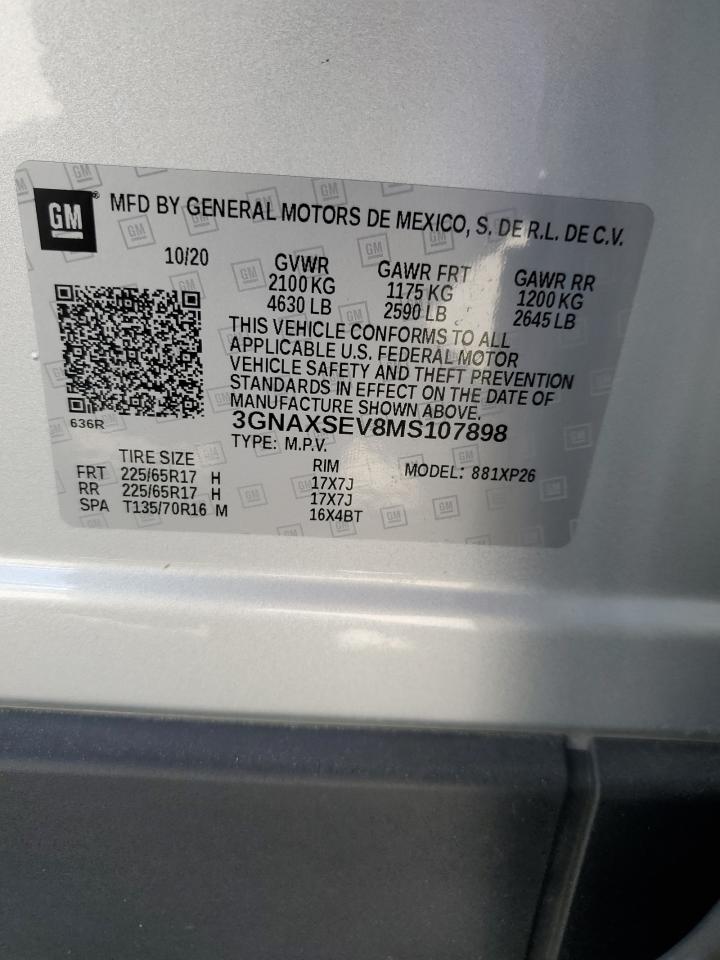 GM® MFD BY GENERAL MOTORS DE MEXICO, S. DE R.L. DE C.V.
10/20 GVWR GAWR FRT GAWR RR
2100 KG 1175 KG 1200 KG
4630 LB 2590 LB 2645 LB
THIS VEHICLE CONFORMS TO ALL
APPLICABLE U.S. FEDERAL MOTOR
VEHICLE SAFETY AND THEFT PREVENTION
STANDARDS IN EFFECT ON THE DATE OF
MANUFACTURE SHOWN ABOVE.
636R
3GNAXSEV8MS107898
TYPE: M.P.V.
TIRE SIZE RIM MODEL: 881XP26
FRT 225/65R17 H 17X7J
RR 225/65R17 H 17X7J
SPA T135/70R16 M 16X4BT